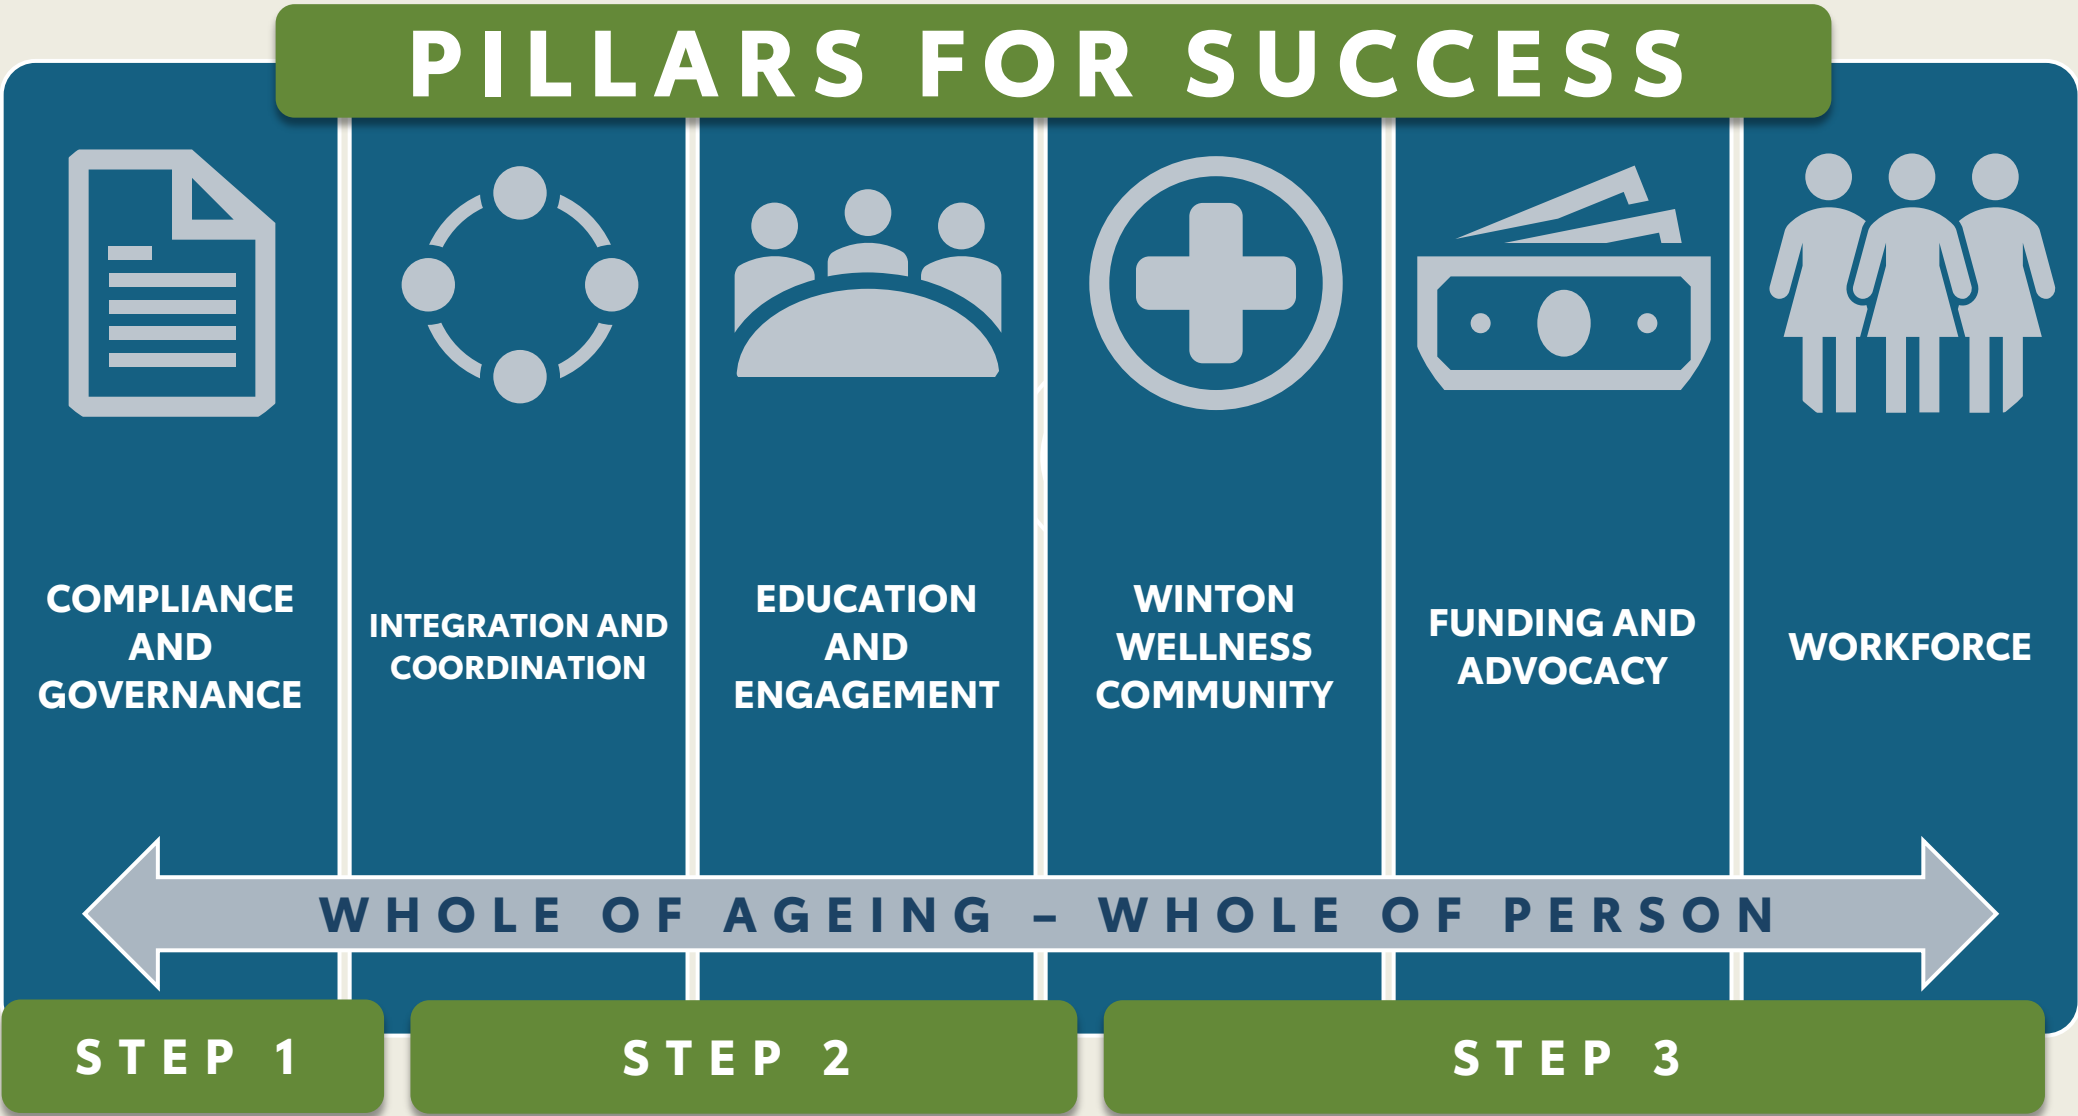 PILLARS FOR SUCCESS
COMPLIANCE
AND
GOVERNANCE
INTEGRATION AND
COORDINATION
EDUCATION
AND
ENGAGEMENT
WINTON
WELLNESS
COMMUNITY
FUNDING AND
ADVOCACY
WORKFORCE
WHOLE OF AGEING – WHOLE OF PERSON
STEP 1
STEP 2
STEP 3